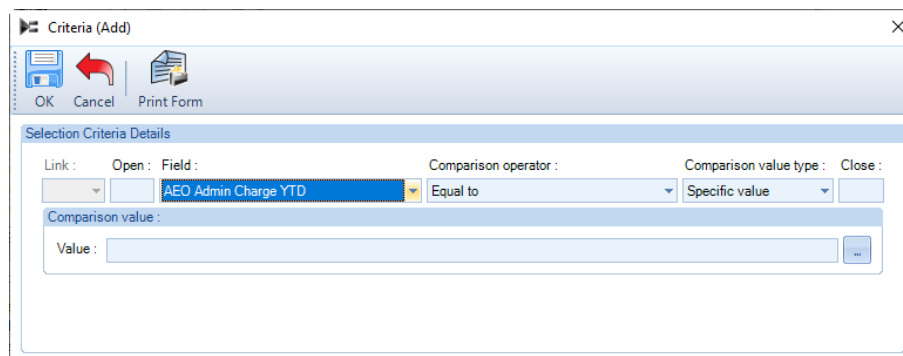 Criteria (Add)
OK Cancel Print Form
Selection Criteria Details
Link : Open : Field : Comparison operator : Comparison value type : Close :
AEO Admin Charge YTD Equal to Specific value
Comparison value :
Value : ...